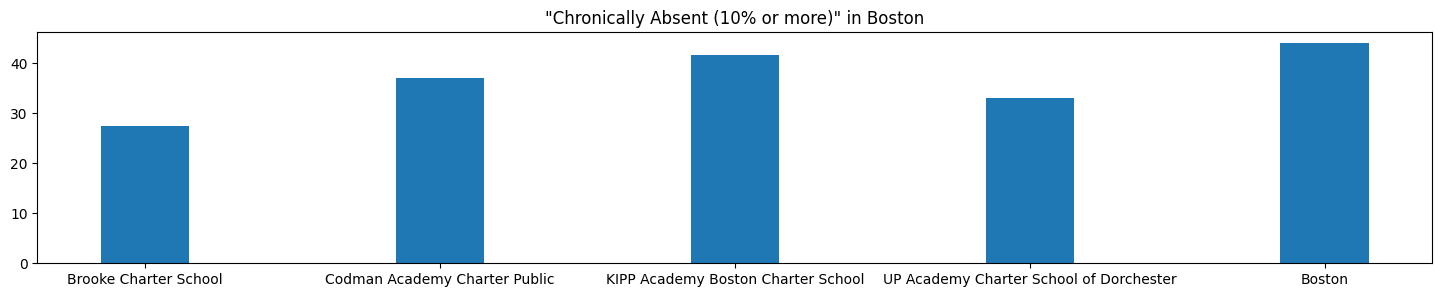 "Chronically Absent (10% or more)" in Boston
40
30
20
10
0
Brooke Charter School
Codman Academy Charter Public
KIPP Academy Boston Charter School
UP Academy Charter School of Dorchester
Boston